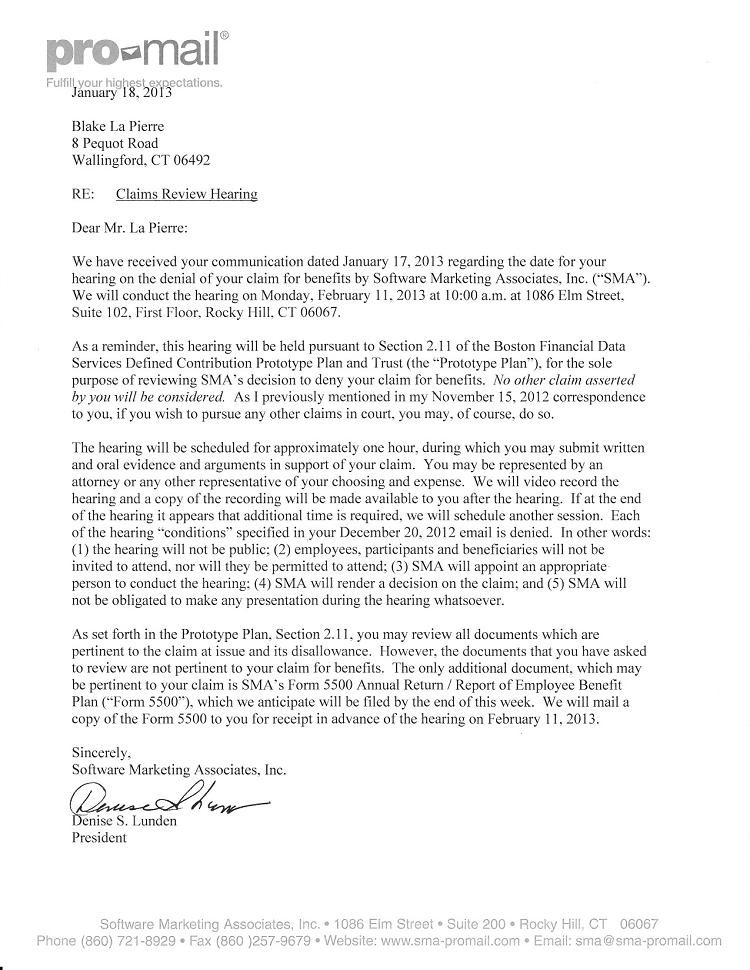 pro mail®
Fulfill your highest expectations.
January 18, 2013
Blake La Pierre
8 Pequot Road
Wallingford, CT 06492
RE: Claims Review Hearing
Dear Mr. La Pierre:
We have received your communication dated January 17, 2013 regarding the date for your
hearing on the denial of your claim for benefits by Software Marketing Associates, Inc. (“SMA”).
We will conduct the hearing on Monday, February 11, 2013 at 10:00 a.m. at 1086 Elm Street,
Suite 102, First Floor, Rocky Hill, CT 06067.
As a reminder, this hearing will be held pursuant to Section 2.11 of the Boston Financial Data
Services Defined Contribution Prototype Plan and Trust (the “Prototype Plan”), for the sole
purpose of reviewing SMA’s decision to deny your claim for benefits. No other claim asserted
by you will be considered. As I previously mentioned in my November 15, 2012 correspondence
to you, if you wish to pursue any other claims in court, you may, of course, do so.
The hearing will be scheduled for approximately one hour, during which you may submit written
and oral evidence and arguments in support of your claim. You may be represented by an
attorney or any other representative of your choosing and expense. We will video record the
hearing and a copy of the recording will be made available to you after the hearing. If at the end
of the hearing it appears that additional time is required, we will schedule another session. Each
of the hearing “conditions” specified in your December 20, 2012 email is denied. In other words:
(1) the hearing will not be public; (2) employees, participants and beneficiaries will not be
invited to attend, nor will they be permitted to attend; (3) SMA will appoint an appropriate
person to conduct the hearing; (4) SMA will render a decision on the claim; and (5) SMA will
not be obligated to make any presentation during the hearing whatsoever.
As set forth in the Prototype Plan, Section 2.11, you may review all documents which are
pertinent to the claim at issue and its disallowance. However, the documents that you have asked
to review are not pertinent to your claim for benefits. The only additional document, which may
be pertinent to your claim is SMA’s Form 5500 Annual Return / Report of Employee Benefit
Plan (“Form 5500”), which we anticipate will be filed by the end of this week. We will mail a
copy of the Form 5500 to you for receipt in advance of the hearing on February 11, 2013.
Sincerely,
Software Marketing Associates, Inc.
Denise S Lun
Denise S. Lunden
President
Software Marketing Associates, Inc. • 1086 Elm Street • Suite 200 • Rocky Hill, CT 06067
Phone (860) 721-8929 • Fax (860 )257-9679 • Website: www.sma-promail.com • Email: sma@sma-promail.com